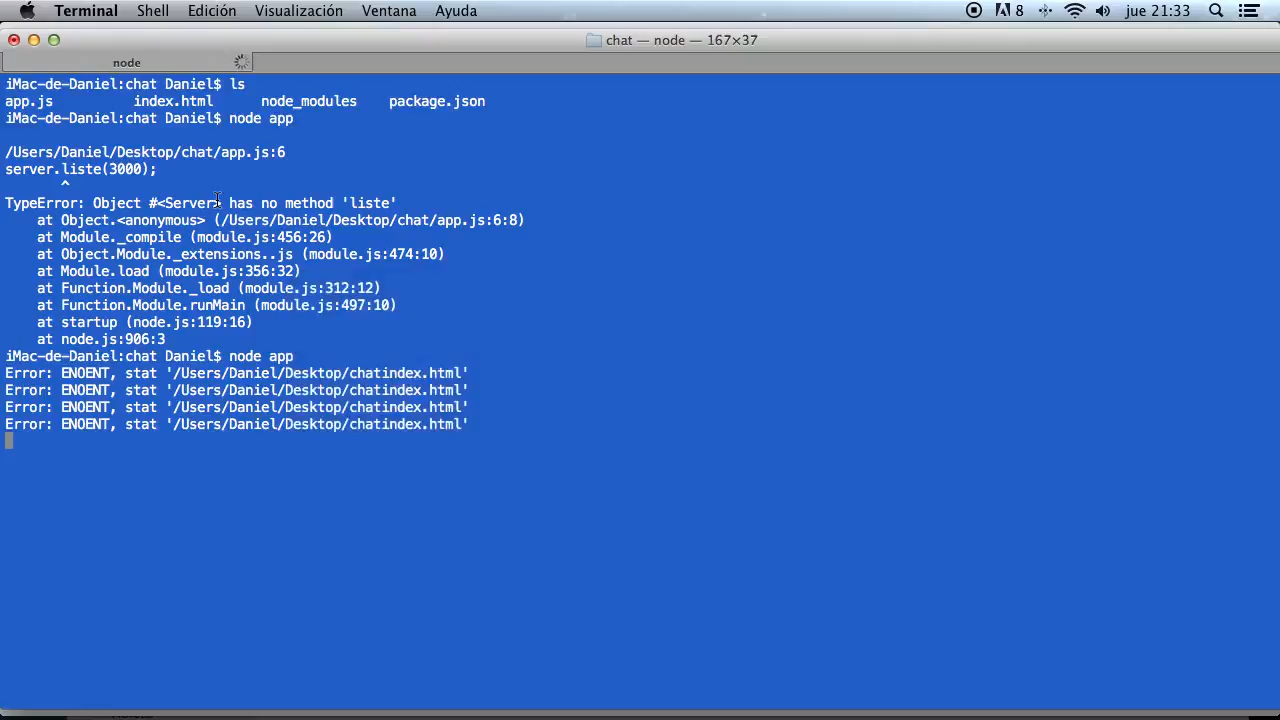 Terminal Shell Edición Visualización Ventana Ayuda 8 jue 21:33
chat — node — 167×37
node
iMac-de-Daniel:chat Daniel$ ls
app.js index.html node_modules package.json
iMac-de-Daniel:chat Daniel$ node app
/Users/Daniel/Desktop/chat/app.js:6
server.liste(3000);
^
TypeError: Object #<Server> has no method 'liste'
at Object.<anonymous> (/Users/Daniel/Desktop/chat/app.js:6:8)
at Module._compile (module.js:456:26)
at Object.Module._extensions..js (module.js:474:10)
at Module.load (module.js:356:32)
at Function.Module._load (module.js:312:12)
at Function.Module.runMain (module.js:497:10)
at startup (node.js:119:16)
at node.js:906:3
iMac-de-Daniel:chat Daniel$ node app
Error: ENOENT, stat '/Users/Daniel/Desktop/chatindex.html'
Error: ENOENT, stat '/Users/Daniel/Desktop/chatindex.html'
Error: ENOENT, stat '/Users/Daniel/Desktop/chatindex.html'
Error: ENOENT, stat '/Users/Daniel/Desktop/chatindex.html'